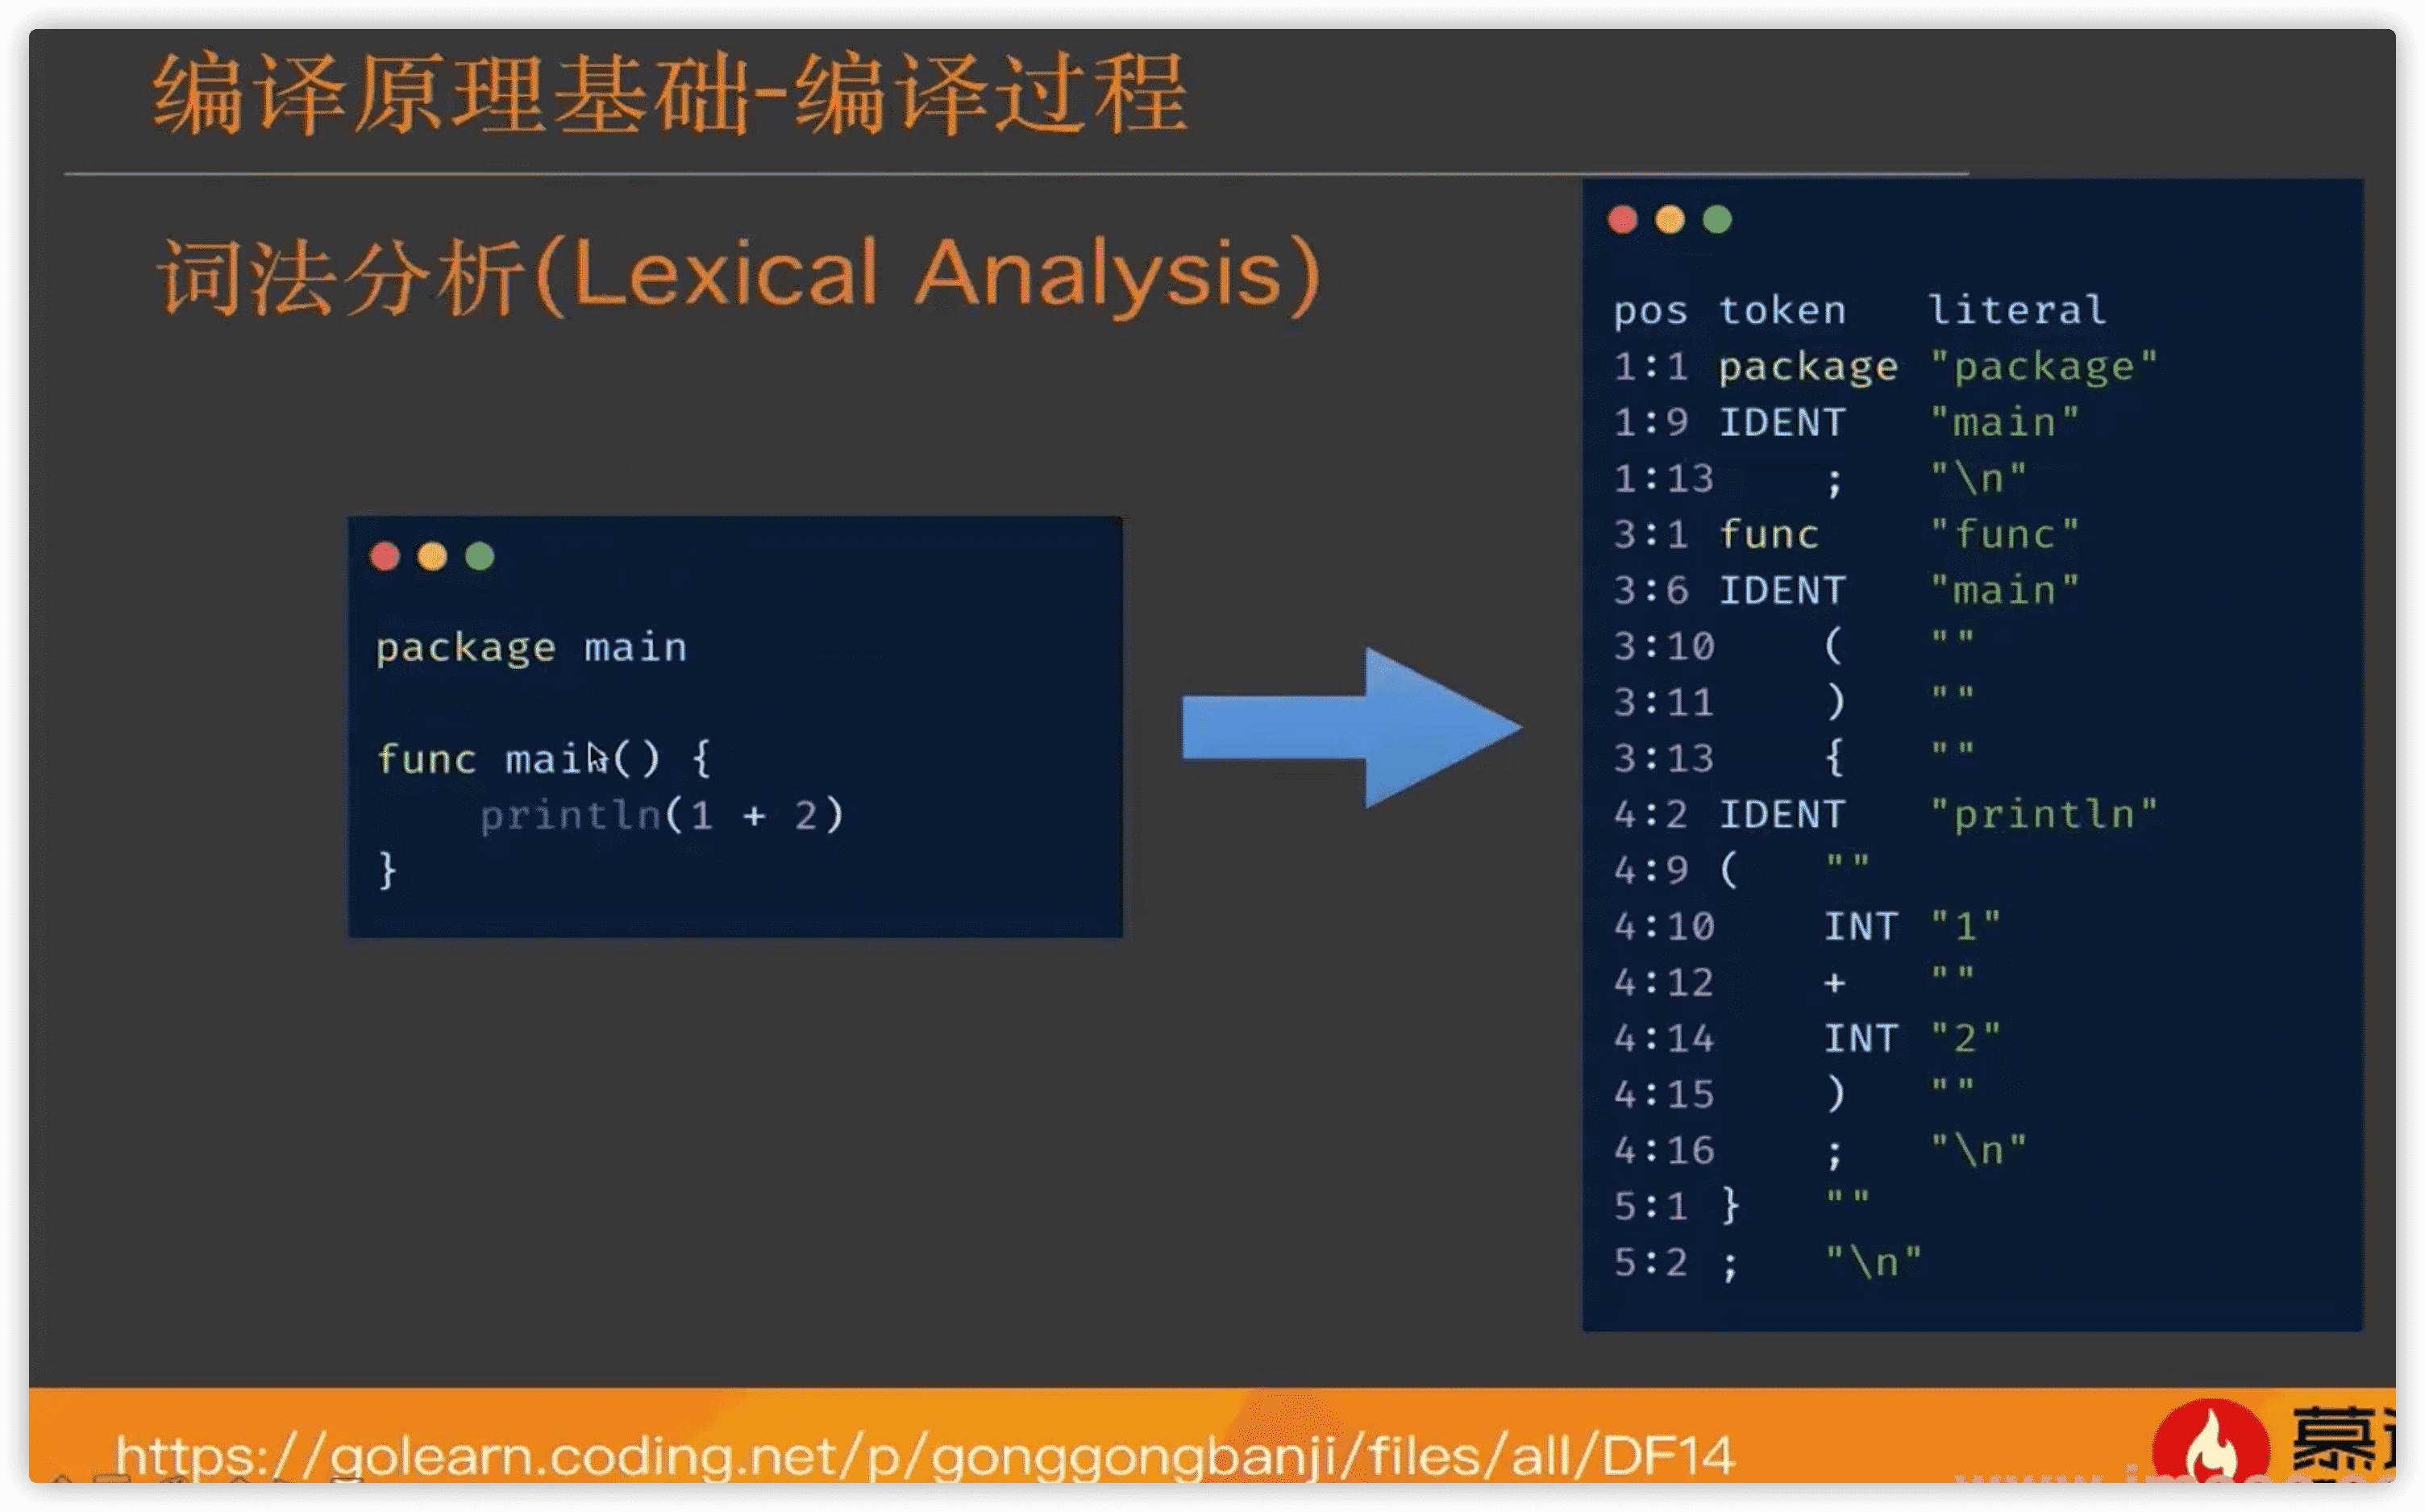 编译原理基础-编译过程
词法分析(Lexical Analysis)
package main
func main() {
println(1 + 2)
}
pos token literal
1:1 package "package"
1:9 IDENT "main"
1:13 ; "\n"
3:1 func "func"
3:6 IDENT "main"
3:10 ( ""
3:11 ) ""
3:13 { ""
4:2 IDENT "println"
4:9 ( ""
4:10 INT "1"
4:12 + ""
4:14 INT "2"
4:15 ) ""
4:16 ; "\n"
5:1 } ""
5:2 ; "\n"
https://golearn.coding.net/p/gonggongbanji/files/all/DF14
慕